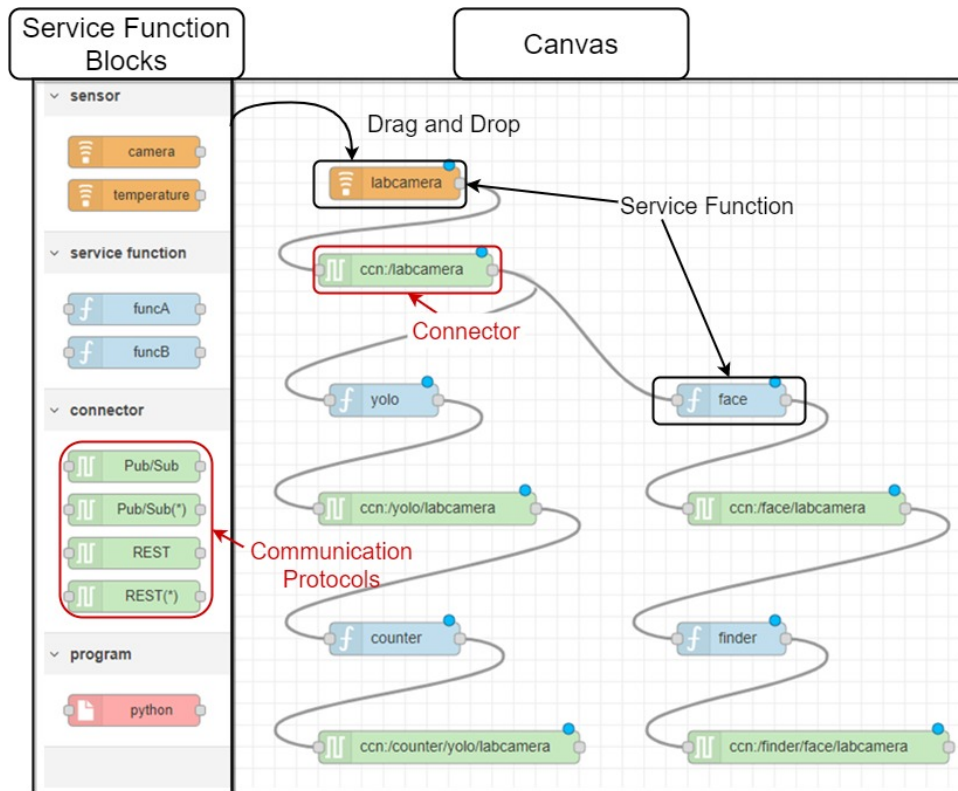 Service Function
Blocks
Canvas
sensor
camera
temperature
service function
funcA
funcB
connector
Pub/Sub
Pub/Sub(*)
REST
REST(*)
program
python
Drag and Drop
labcamera
Service Function
ccn:/labcamera
Connector
yolo
face
ccn:/yolo/labcamera
ccn:/face/labcamera
Communication
Protocols
counter
finder
ccn:/counter/yolo/labcamera
ccn:/finder/face/labcamera